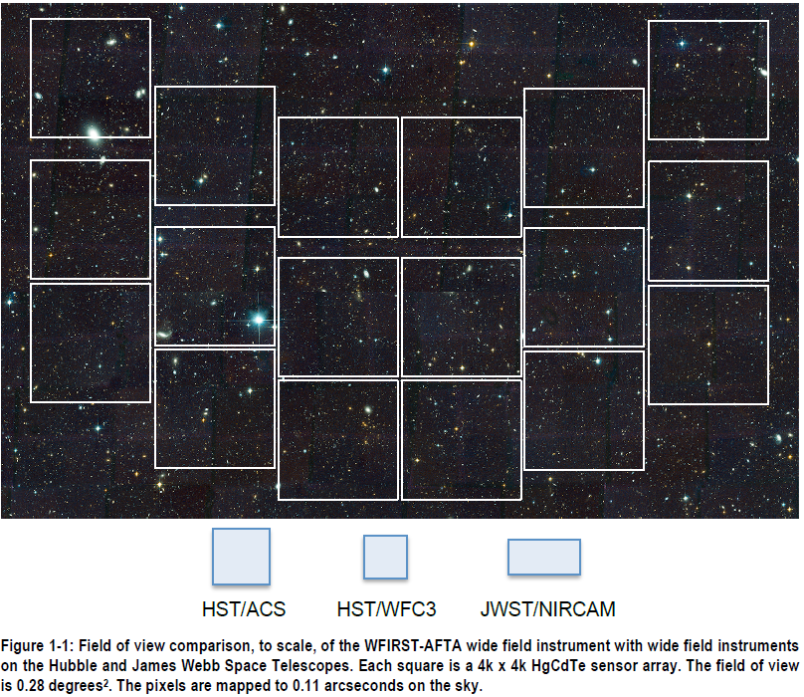 HST/ACS HST/WFC3 JWST/NIRCAM
Figure 1-1: Field of view comparison, to scale, of the WFIRST-AFTA wide field instrument with wide field instruments
on the Hubble and James Webb Space Telescopes. Each square is a 4k x 4k HgCdTe sensor array. The field of view
is 0.28 degrees². The pixels are mapped to 0.11 arcseconds on the sky.